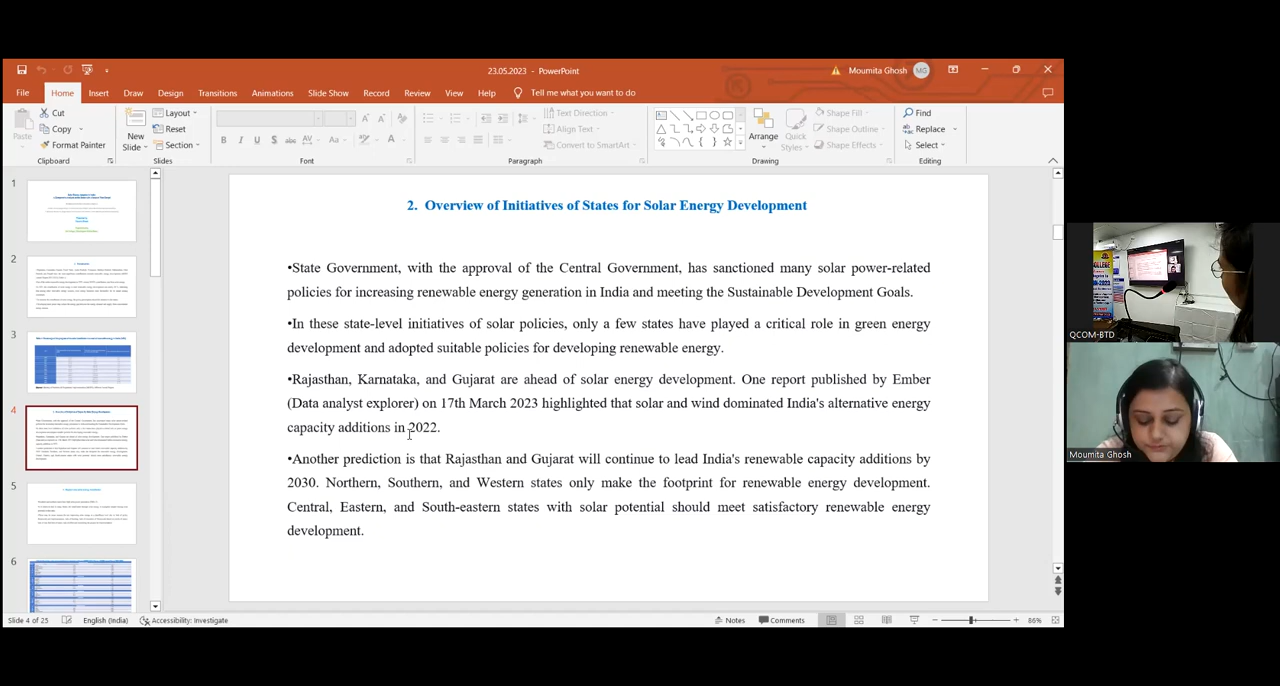 23.05.2023 - PowerPoint
Moumita Ghosh MG
File Home Insert Draw Design Transitions Animations Slide Show Record Review View Help Tell me what you want to do
Paste
Cut
Copy
Format Painter
Clipboard
New Slide
Layout
Reset
Section
Slides
B I U S abc AV Aa A
Font
Paragraph
Text Direction
Align Text
Convert to SmartArt
Arrange
Quick Styles
Shape Fill
Shape Outline
Shape Effects
Drawing
Find
Replace
Select
Editing
1
2
3
4
5
6
2. Overview of Initiatives of States for Solar Energy Development
•State Government, with the approval of the Central Government, has sanctioned many solar power-related
policies for increasing renewable energy generation in India and meeting the Sustainable Development Goals.
•In these state-level initiatives of solar policies, only a few states have played a critical role in green energy
development and adopted suitable policies for developing renewable energy.
•Rajasthan, Karnataka, and Gujarat are ahead of solar energy development. One report published by Ember
(Data analyst explorer) on 17th March 2023 highlighted that solar and wind dominated India's alternative energy
capacity additions in 2022.
•Another prediction is that Rajasthan and Gujarat will continue to lead India's renewable capacity additions by
2030. Northern, Southern, and Western states only make the footprint for renewable energy development.
Central, Eastern, and South-eastern states with solar potential should meet satisfactory renewable energy
development.
QCOM-BTD
Moumita Ghosh
Slide 4 of 25 English (India) Accessibility: Investigate Notes Comments 86%